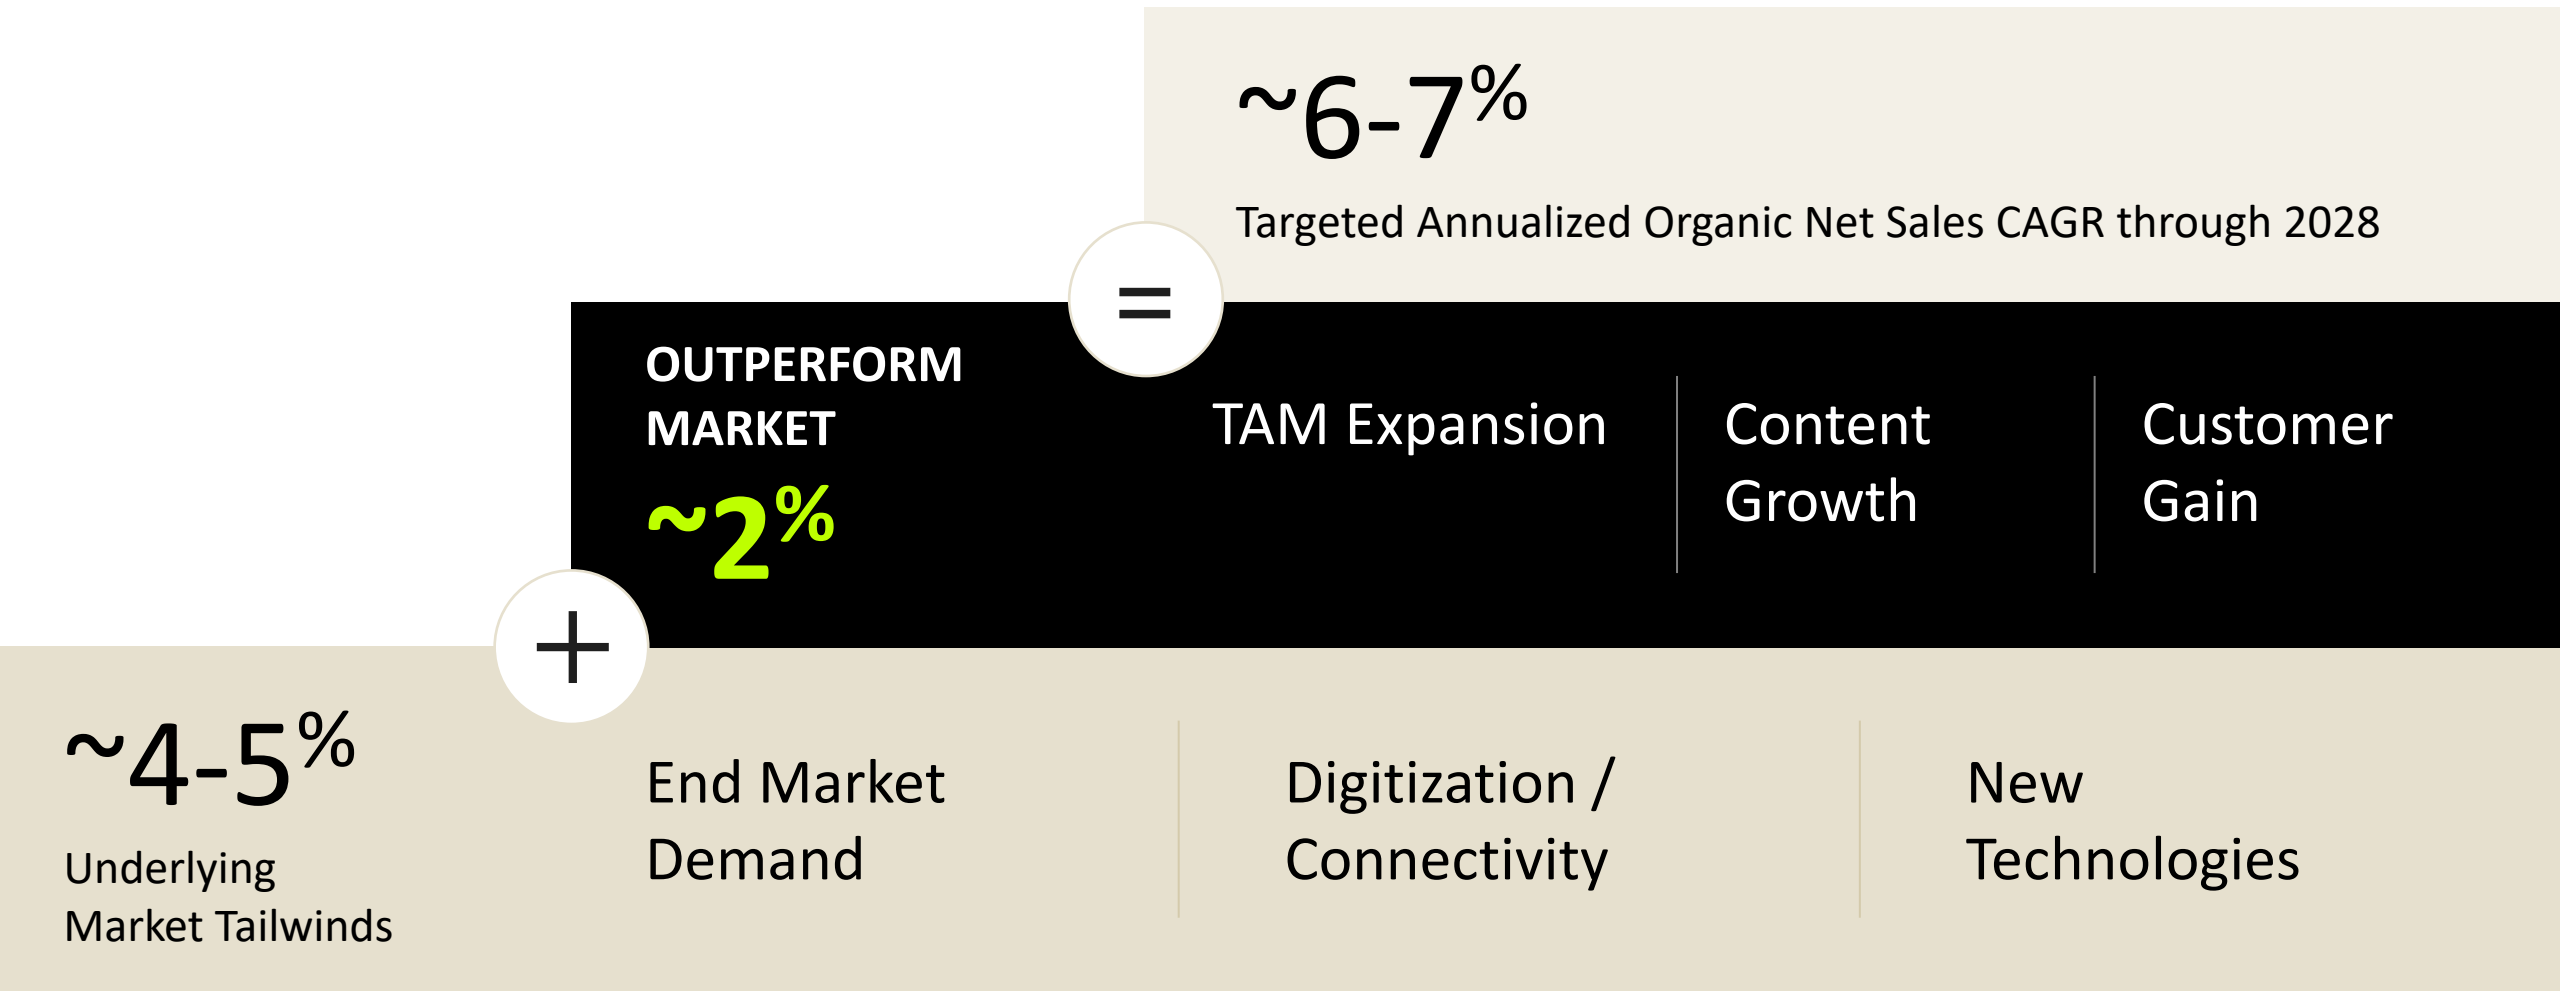 ~6-7%
Targeted Annualized Organic Net Sales CAGR through 2028
=
OUTPERFORM
MARKET
~2%
TAM Expansion
Content
Growth
Customer
Gain
+
~4-5%
Underlying
Market Tailwinds
End Market
Demand
Digitization /
Connectivity
New
Technologies